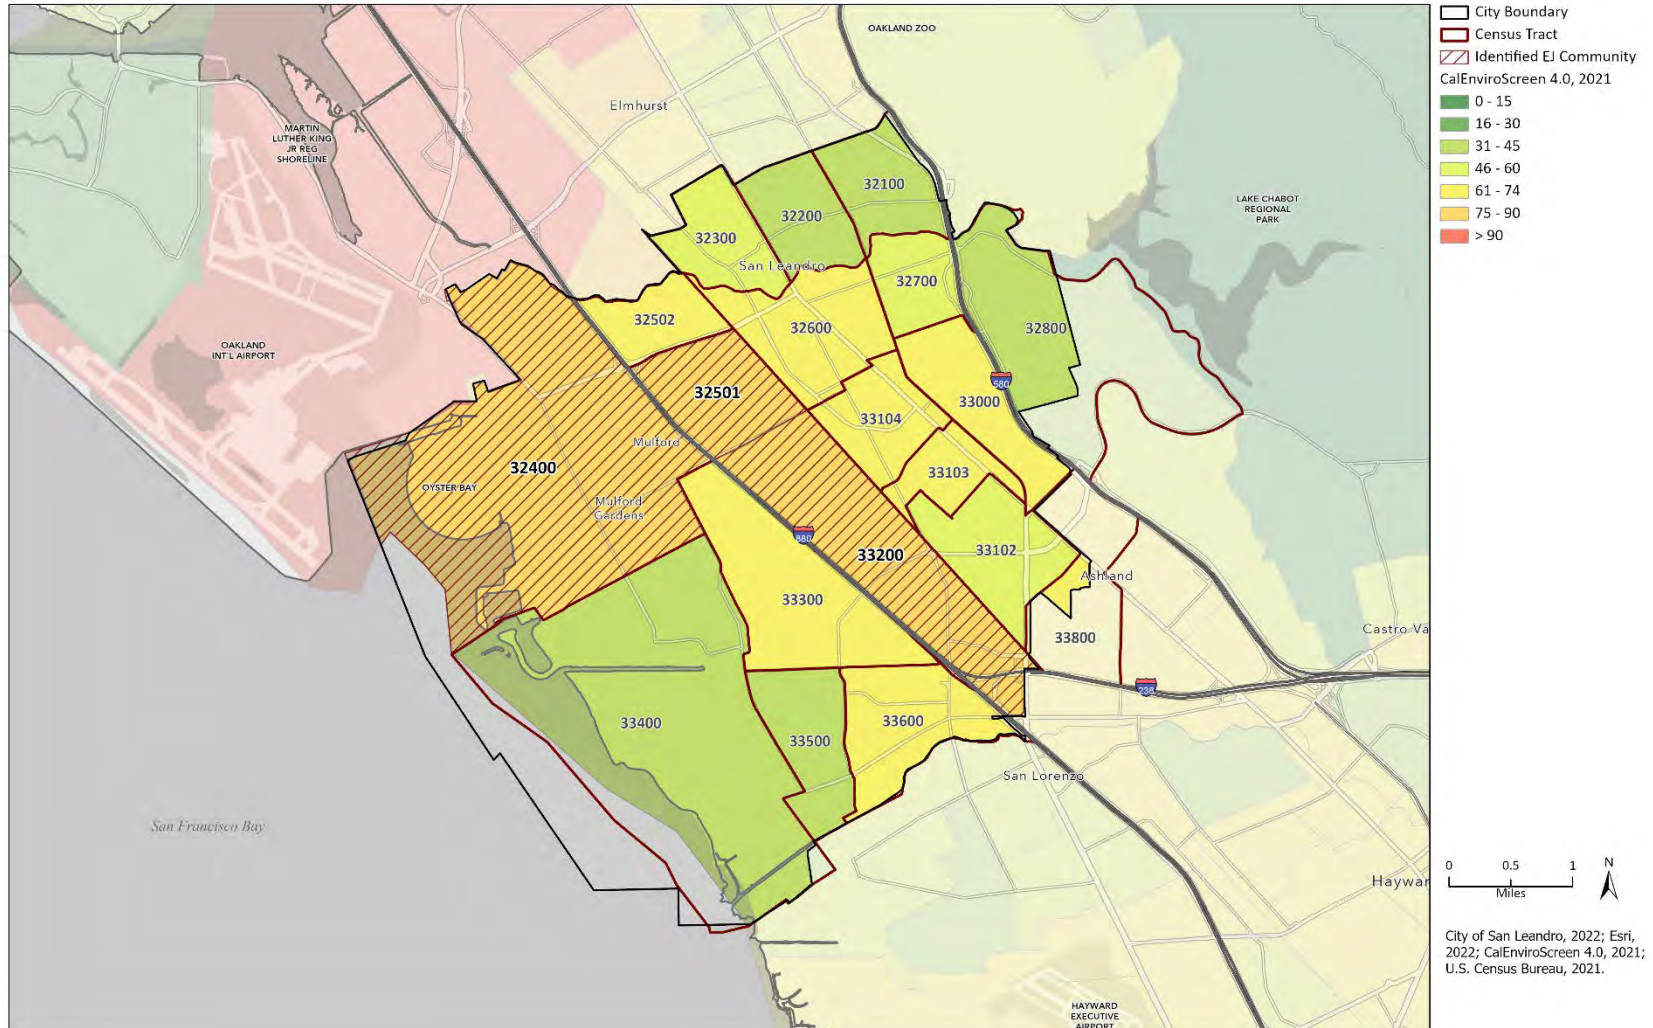 OAKLAND ZOO
Elmhurst
MARTIN
LUTHER KING
JR REG
SHORELINE
32100
32200
32300
LAKE CHABOT
REGIONAL
PARK
San Leandro
32700
32502
32600
32800
OAKLAND
INT'L AIRPORT
580
32501
33000
33104
Mulford
32400
33103
OYSTER BAY
Mulford
Gardens
880
33200
33102
Ashland
33300
33800
Castro Va
238
33400
33600
33500
San Lorenzo
San Francisco Bay
Haywar
HAYWARD
EXECUTIVE
AIRPORT
City Boundary
Census Tract
Identified EJ Community
CalEnviroScreen 4.0, 2021
0 - 15
16 - 30
31 - 45
46 - 60
61 - 74
75 - 90
> 90
0 0.5 1
Miles
N
City of San Leandro, 2022; Esri,
2022; CalEnviroScreen 4.0, 2021;
U.S. Census Bureau, 2021.